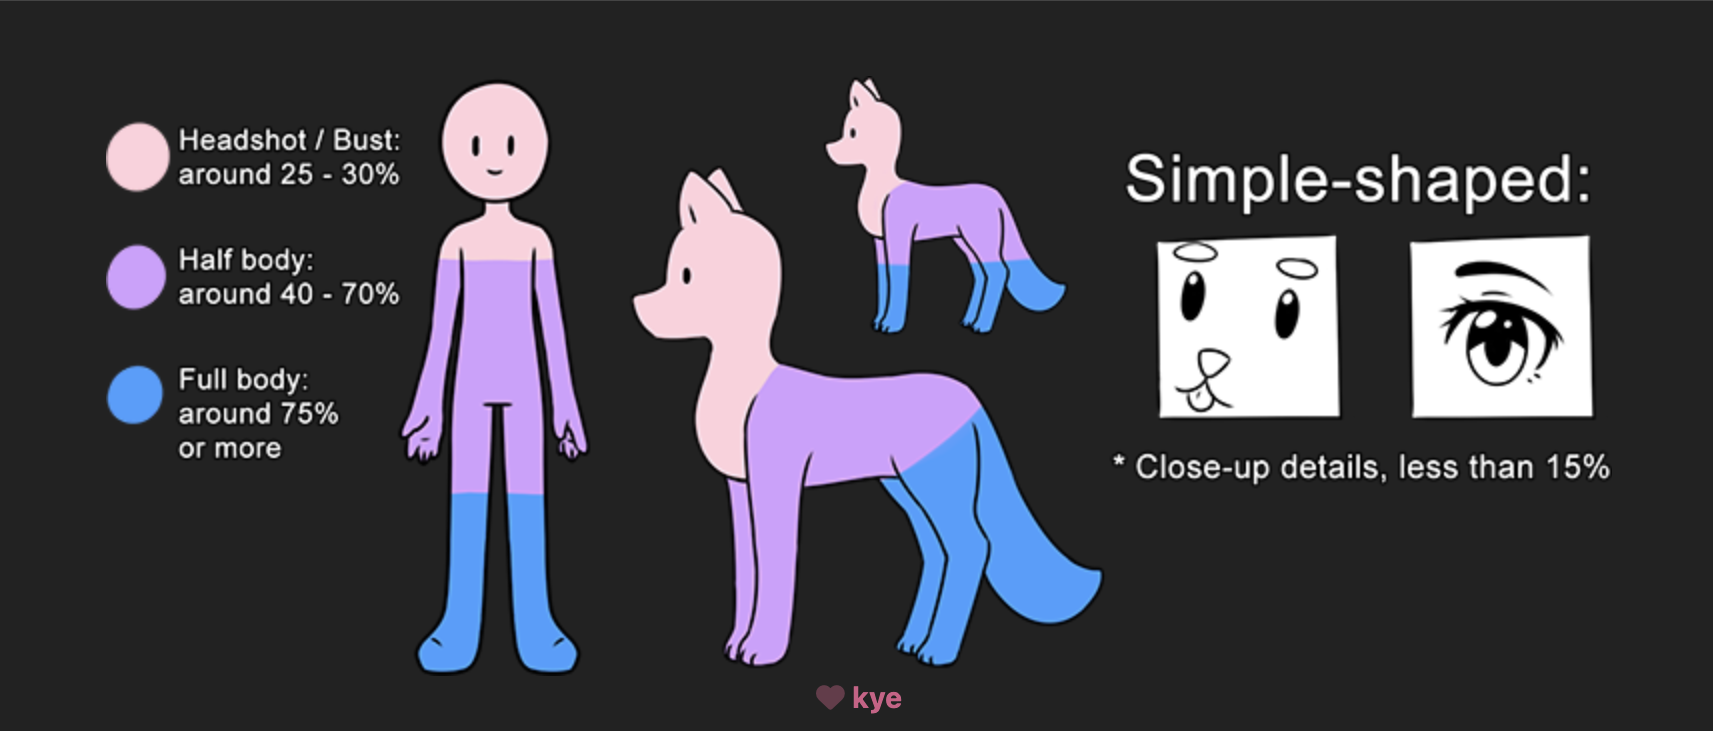 Headshot / Bust:
around 25 - 30%
Half body:
around 40 - 70%
Full body:
around 75%
or more
Simple-shaped:
* Close-up details, less than 15%
kye